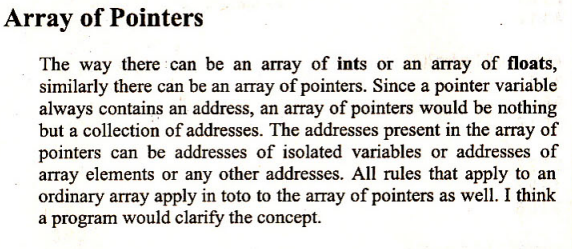 Array of Pointers
The way there can be an array of ints or an array of floats,
similarly there can be an array of pointers. Since a pointer variable
always contains an address, an array of pointers would be nothing
but a collection of addresses. The addresses present in the array of
pointers can be addresses of isolated variables or addresses of
array elements or any other addresses. All rules that apply to an
ordinary array apply in toto to the array of pointers as well. I think
a program would clarify the concept.